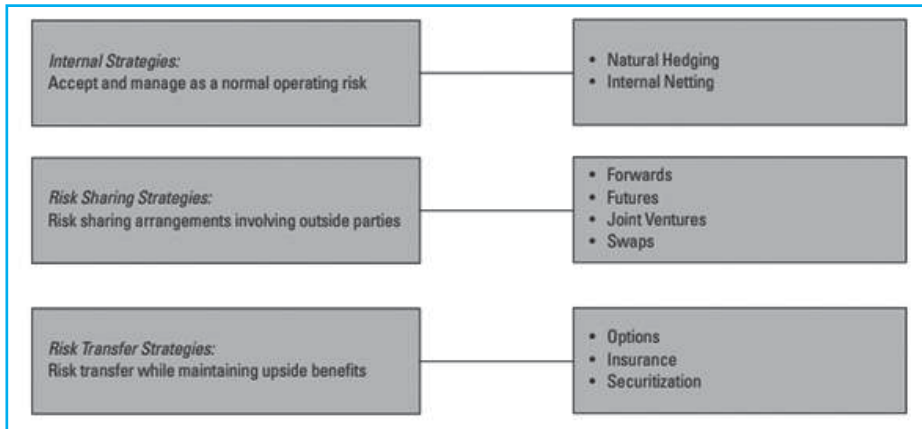 Internal Strategies:
Accept and manage as a normal operating risk
• Natural Hedging
• Internal Netting
Risk Sharing Strategies:
Risk sharing arrangements involving outside parties
• Forwards
• Futures
• Joint Ventures
• Swaps
Risk Transfer Strategies:
Risk transfer while maintaining upside benefits
• Options
• Insurance
• Securitization